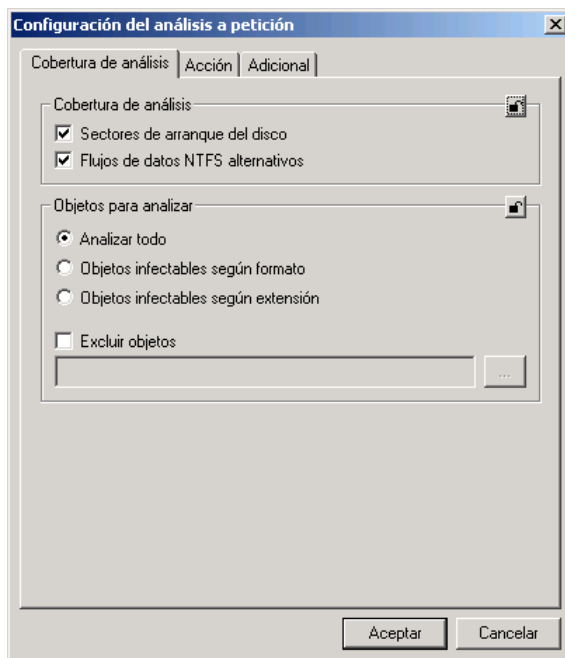 Configuración del análisis a petición
Cobertura de análisis
Acción
Adicional
Cobertura de análisis
Sectores de arranque del disco
Flujos de datos NTFS alternativos
Objetos para analizar
Analizar todo
Objetos infectables según formato
Objetos infectables según extensión
Excluir objetos
...
Aceptar
Cancelar